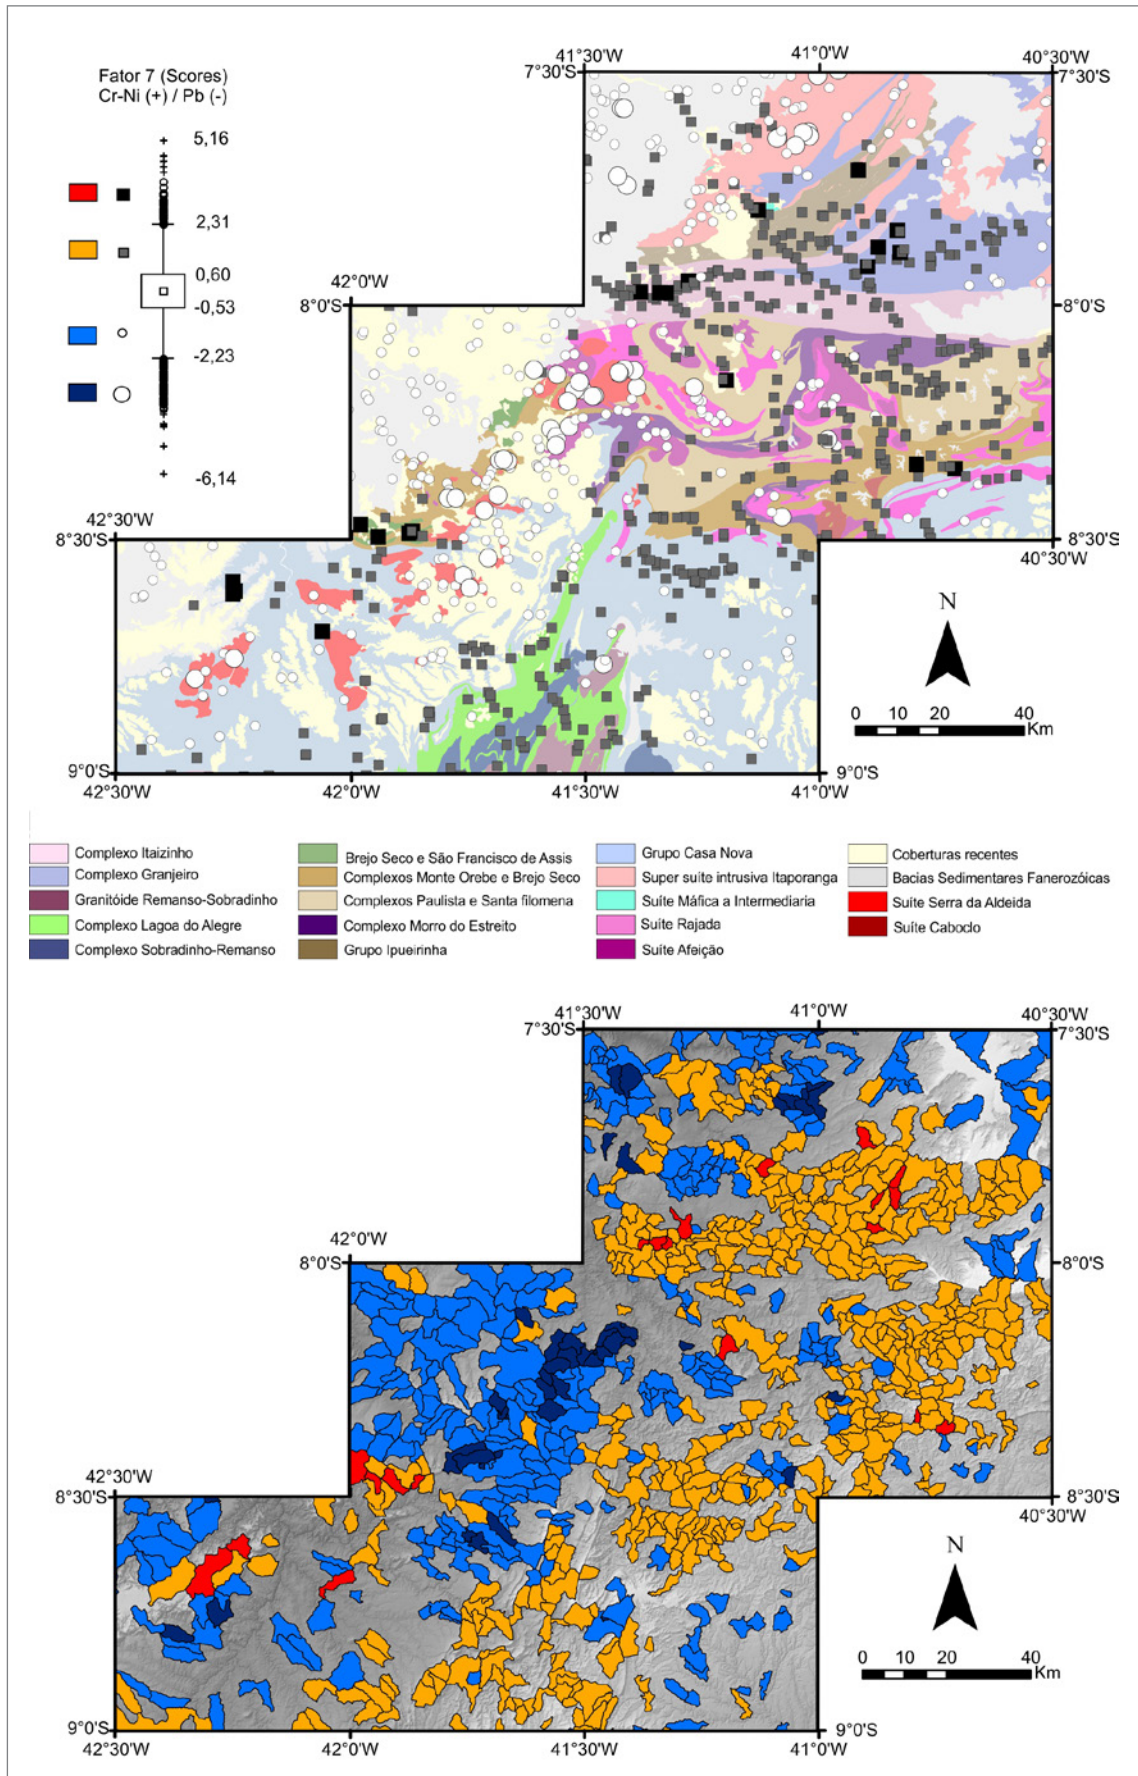 Fator 7 (Scores)
Cr-Ni (+) / Pb (-)
5,16
2,31
0,60
-0,53
-2,23
-6,14
41°30'W
41°0'W
40°30'W
7°30'S
7°30'S
42°0'W
8°0'S
8°0'S
42°30'W
8°30'S
8°30'S
40°30'W
N
0 10 20 40
Km
9°0'S
9°0'S
42°30'W
42°0'W
41°30'W
41°0'W
Complexo Itaizinho
Complexo Granjeiro
Granitóide Remanso-Sobradinho
Complexo Lagoa do Alegre
Complexo Sobradinho-Remanso
Brejo Seco e São Francisco de Assis
Complexos Monte Orebe e Brejo Seco
Complexos Paulista e Santa filomena
Complexo Morro do Estreito
Grupo Ipueirinha
Grupo Casa Nova
Super suite intrusiva Itaporanga
Suíte Máfica a Intermediaria
Suíte Rajada
Suíte Afeição
Coberturas recentes
Bacias Sedimentares Fanerozóicas
Suíte Serra da Aldeida
Suíte Caboclo
41°30'W
41°0'W
40°30'W
7°30'S
7°30'S
42°0'W
8°0'S
8°0'S
42°30'W
8°30'S
8°30'S
40°30'W
N
0 10 20 40
Km
9°0'S
9°0'S
42°30'W
42°0'W
41°30'W
41°0'W